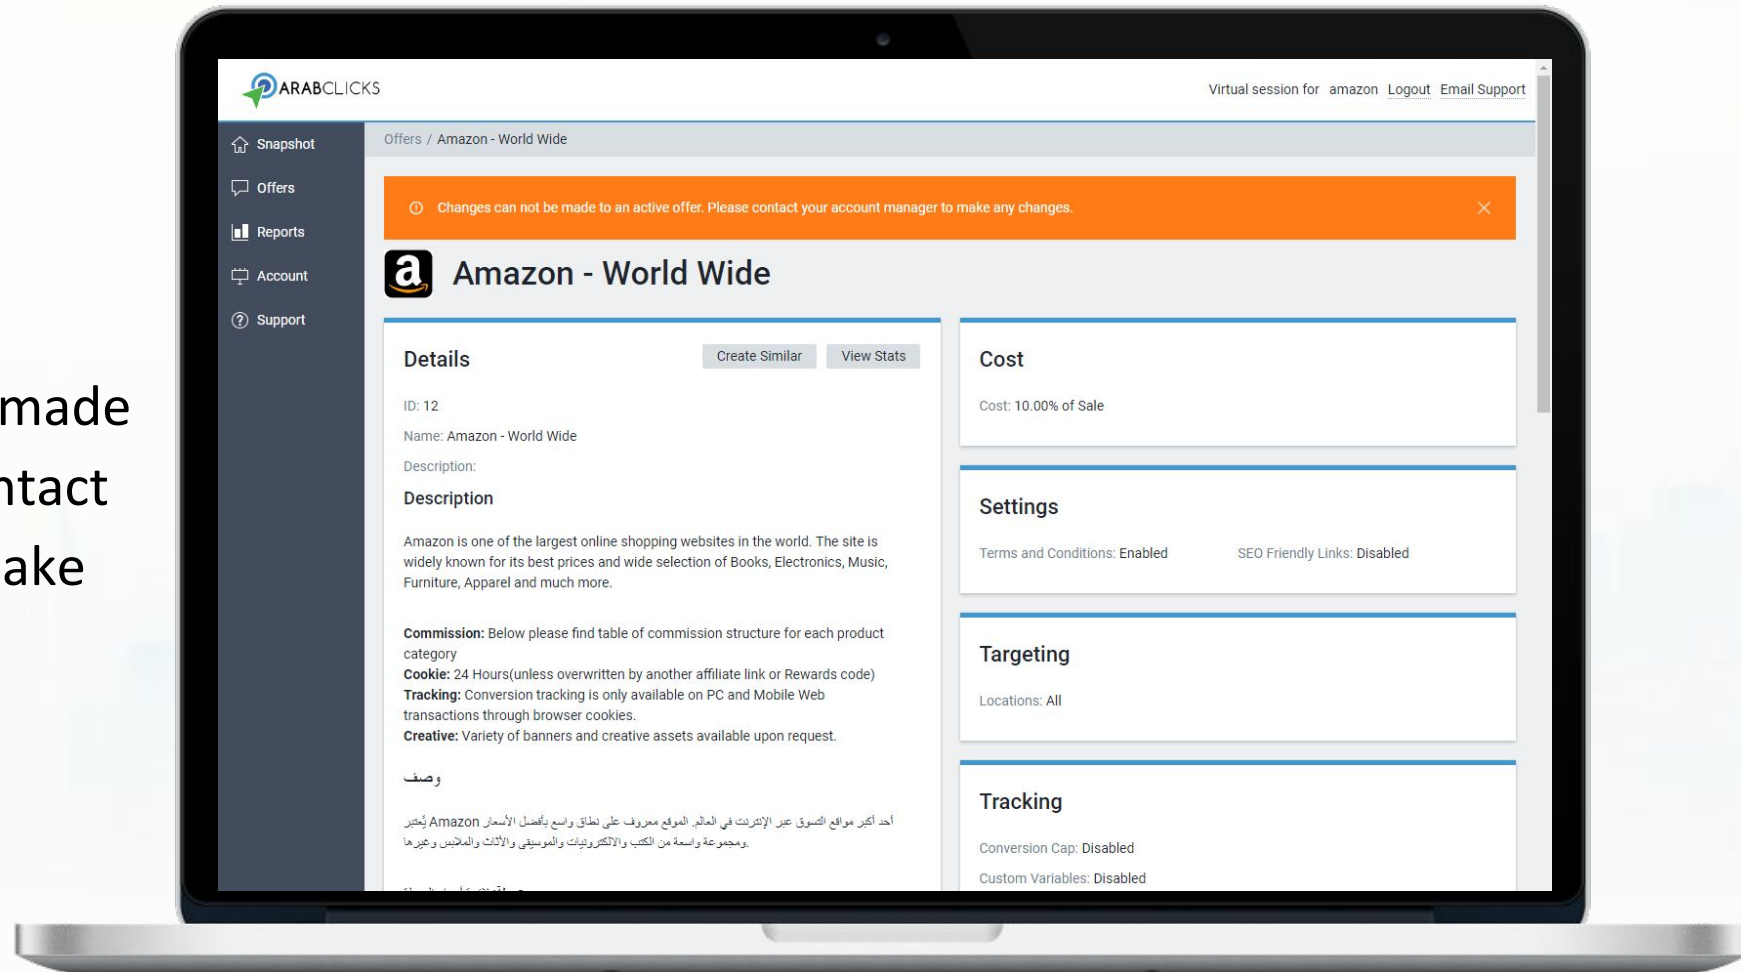 made
ntact
ake
ARABCLICKS
Virtual session for amazon Logout Email Support
Snapshot
Offers
Reports
Account
Support
Offers / Amazon - World Wide
Changes can not be made to an active offer. Please contact your account manager to make any changes.
Amazon - World Wide
Details
Create Similar
View Stats
ID: 12
Name: Amazon - World Wide
Description:
Description
Amazon is one of the largest online shopping websites in the world. The site is
widely known for its best prices and wide selection of Books, Electronics, Music,
Furniture, Apparel and much more.
Commission: Below please find table of commission structure for each product
category
Cookie: 24 Hours(unless overwritten by another affiliate link or Rewards code)
Tracking: Conversion tracking is only available on PC and Mobile Web
transactions through browser cookies.
Creative: Variety of banners and creative assets available upon request.
وصف
أحد أكبر مواقع التسوق عبر الإنترنت في العالم. الموقع معروف على نطاق واسع بأفضل الأسعار Amazon يُعتبر
.ومجموعة واسعة من الكتب والالكترونيات والموسيقى والأثاث والملابس وغيرها
Cost
Cost: 10.00% of Sale
Settings
Terms and Conditions: Enabled
SEO Friendly Links: Disabled
Targeting
Locations: All
Tracking
Conversion Cap: Disabled
Custom Variables: Disabled